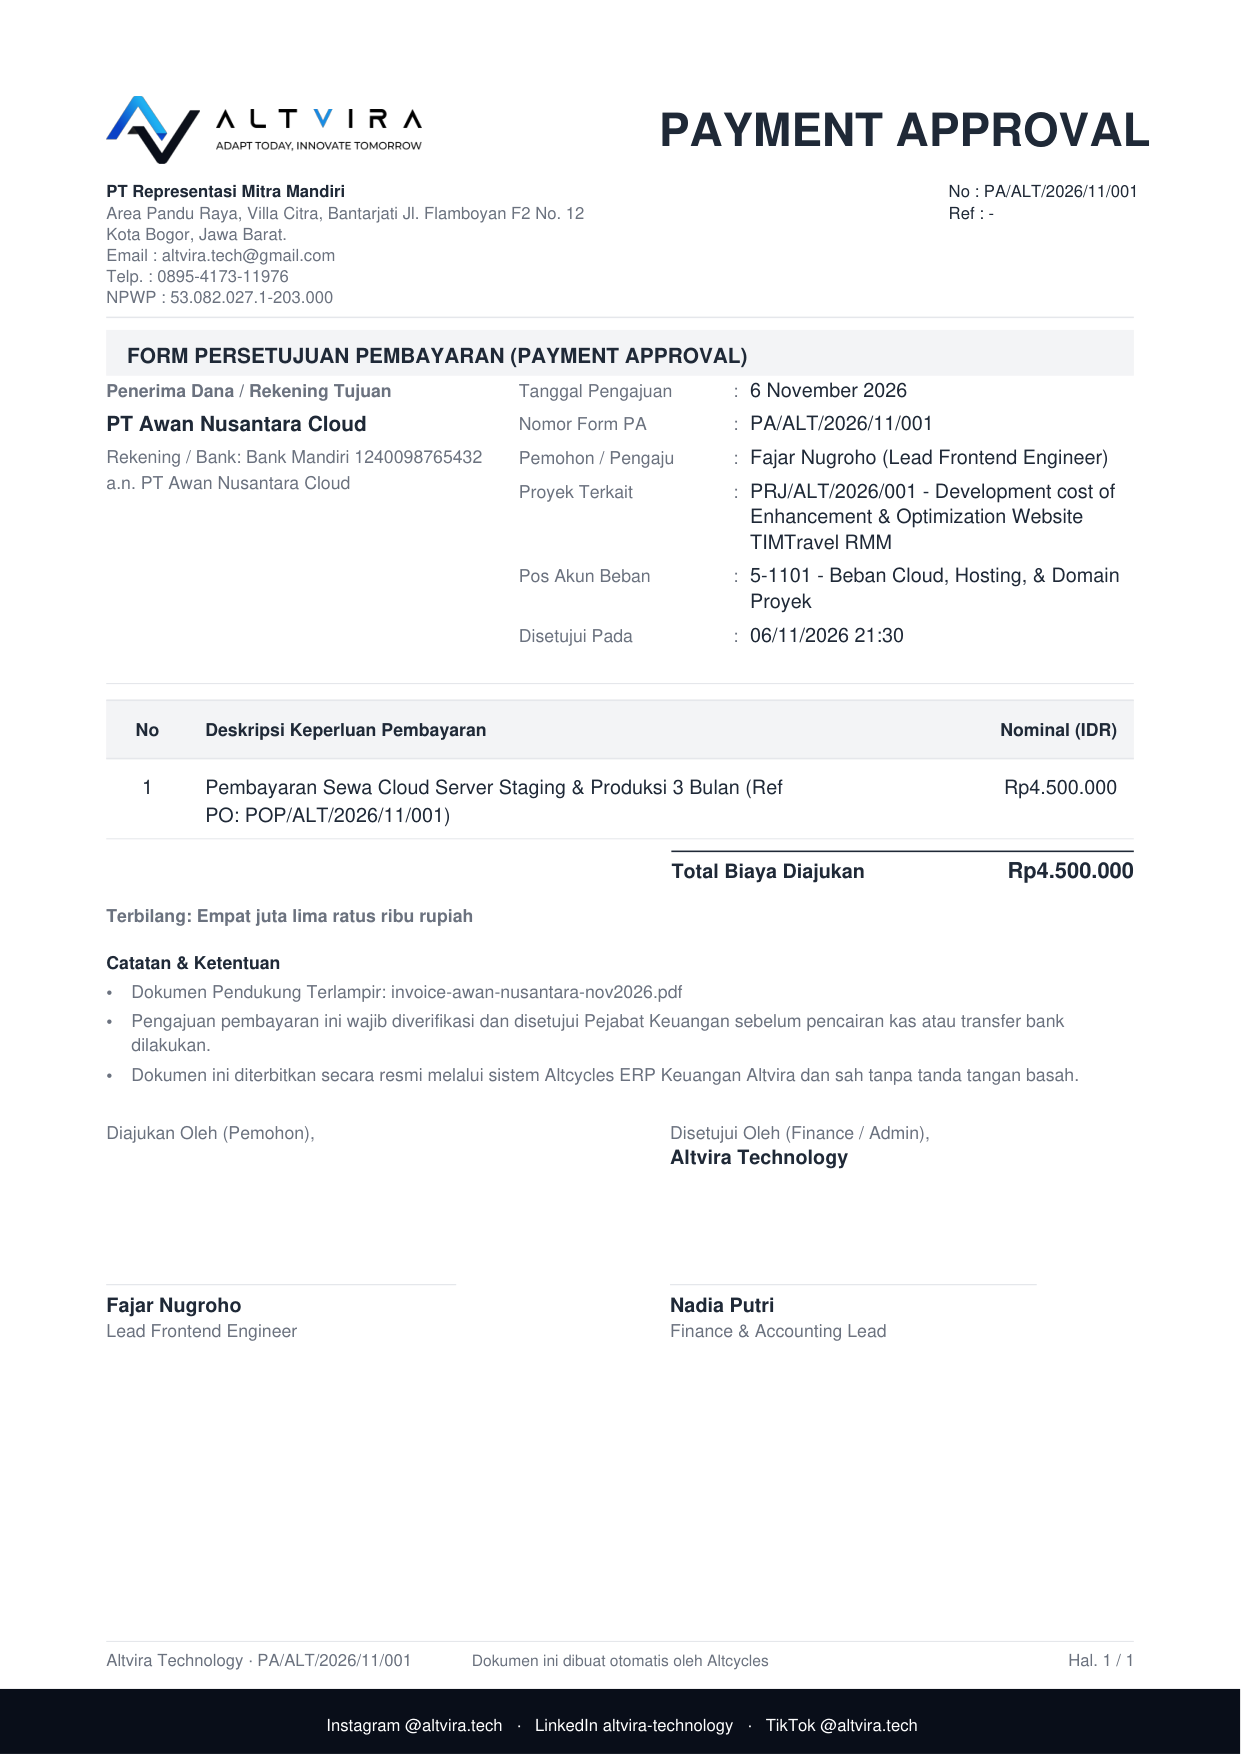 ALTVIRA
ADAPT TODAY, INNOVATE TOMORROW
PAYMENT APPROVAL
PT Representasi Mitra Mandiri
Area Pandu Raya, Villa Citra, Bantarjati Jl. Flamboyan F2 No. 12
Kota Bogor, Jawa Barat.
Email : altvira.tech@gmail.com
Telp. : 0895-4173-11976
NPWP : 53.082.027.1-203.000
No : PA/ALT/2026/11/001
Ref : -
FORM PERSETUJUAN PEMBAYARAN (PAYMENT APPROVAL)
Penerima Dana / Rekening Tujuan
PT Awan Nusantara Cloud
Rekening / Bank: Bank Mandiri 1240098765432
a.n. PT Awan Nusantara Cloud
Tanggal Pengajuan : 6 November 2026
Nomor Form PA : PA/ALT/2026/11/001
Pemohon / Pengaju : Fajar Nugroho (Lead Frontend Engineer)
Proyek Terkait : PRJ/ALT/2026/001 - Development cost of
Enhancement & Optimization Website
TIMTravel RMM
Pos Akun Beban : 5-1101 - Beban Cloud, Hosting, & Domain
Proyek
Disetujui Pada : 06/11/2026 21:30
No Deskripsi Keperluan Pembayaran Nominal (IDR)
1 Pembayaran Sewa Cloud Server Staging & Produksi 3 Bulan (Ref Rp4.500.000
PO: POP/ALT/2026/11/001)
Total Biaya Diajukan Rp4.500.000
Terbilang: Empat juta lima ratus ribu rupiah
Catatan & Ketentuan
• Dokumen Pendukung Terlampir: invoice-awan-nusantara-nov2026.pdf
• Pengajuan pembayaran ini wajib diverifikasi dan disetujui Pejabat Keuangan sebelum pencairan kas atau transfer bank
dilakukan.
• Dokumen ini diterbitkan secara resmi melalui sistem Altcycles ERP Keuangan Altvira dan sah tanpa tanda tangan basah.
Diajukan Oleh (Pemohon),
Disetujui Oleh (Finance / Admin),
Altvira Technology
Fajar Nugroho
Lead Frontend Engineer
Nadia Putri
Finance & Accounting Lead
Altvira Technology · PA/ALT/2026/11/001 Dokumen ini dibuat otomatis oleh Altcycles Hal. 1 / 1
Instagram @altvira.tech · LinkedIn altvira-technology · TikTok @altvira.tech